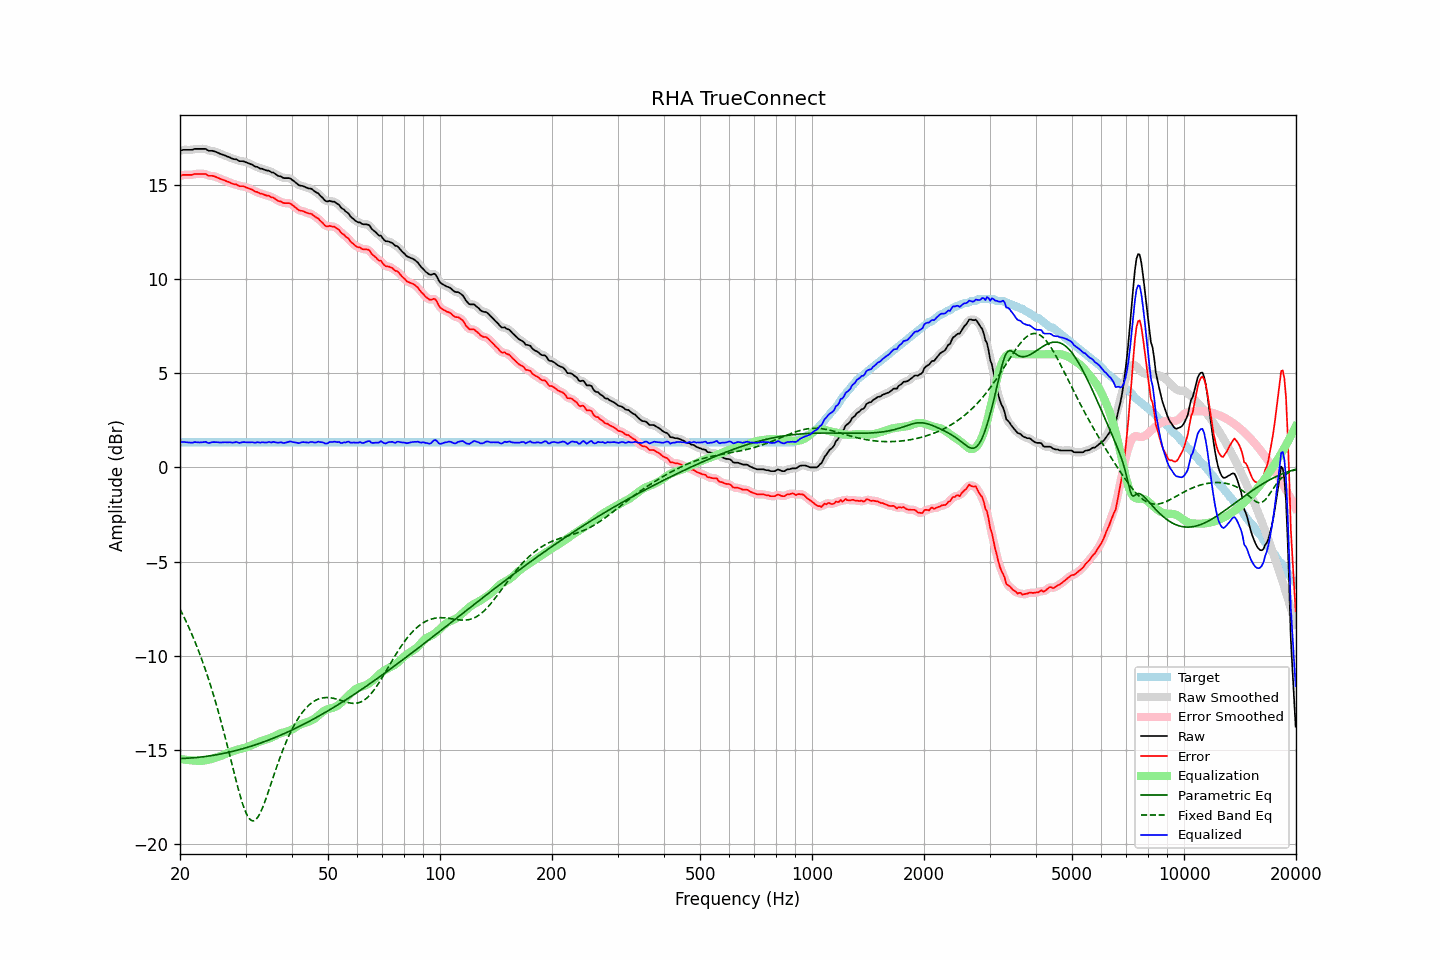 RHA TrueConnect
Amplitude (dBr)
15
10
5
0
−5
−10
−15
−20
20
50
100
200
500
1000
2000
5000
10000
20000
Frequency (Hz)
Target
Raw Smoothed
Error Smoothed
Raw
Error
Equalization
Parametric Eq
Fixed Band Eq
Equalized